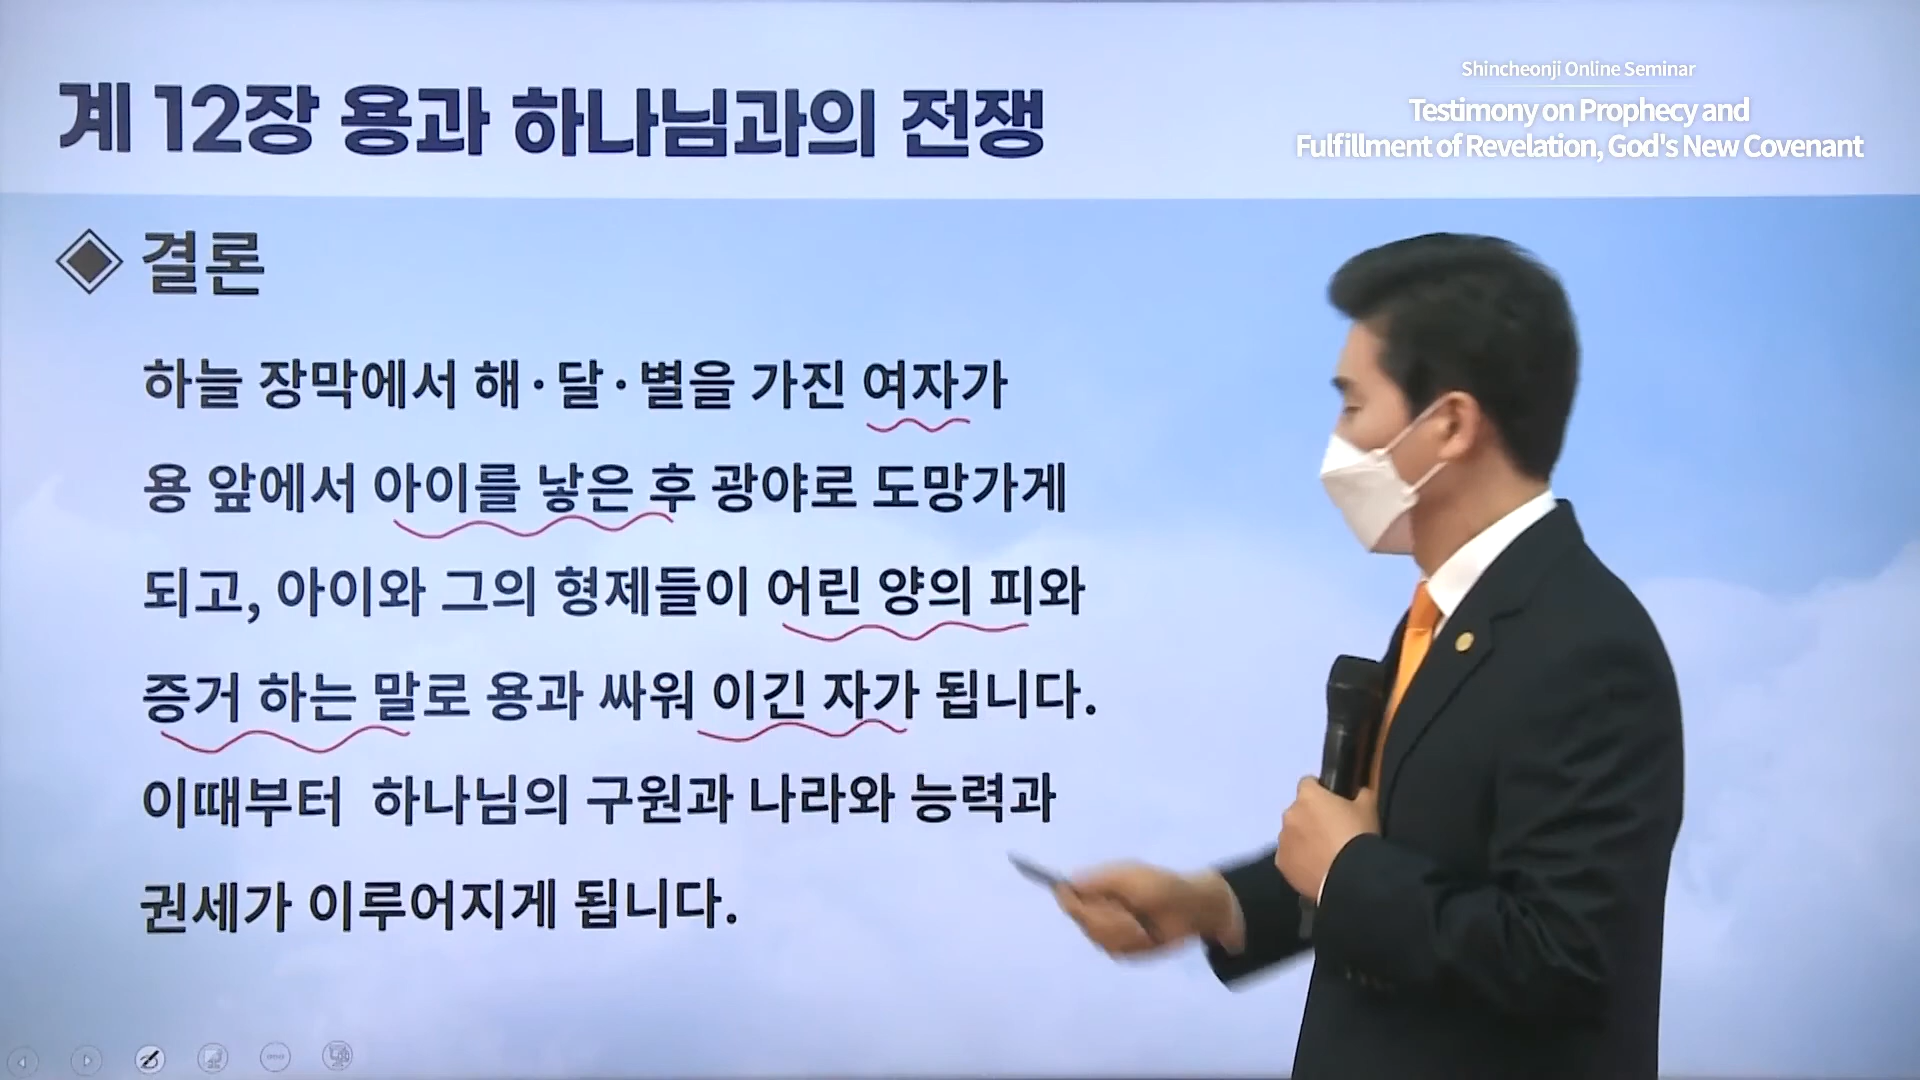 계 12장 용과 하나님과의 전쟁
Shincheonji Online Seminar
Testimony on Prophecy and
Fulfillment of Revelation, God's New Covenant
결론
하늘 장막에서 해·달·별을 가진 여자가
용 앞에서 아이를 낳은 후 광야로 도망가게
되고, 아이와 그의 형제들이 어린 양의 피와
증거 하는 말로 용과 싸워 이긴 자가 됩니다.
이때부터 하나님의 구원과 나라와 능력과
권세가 이루어지게 됩니다.